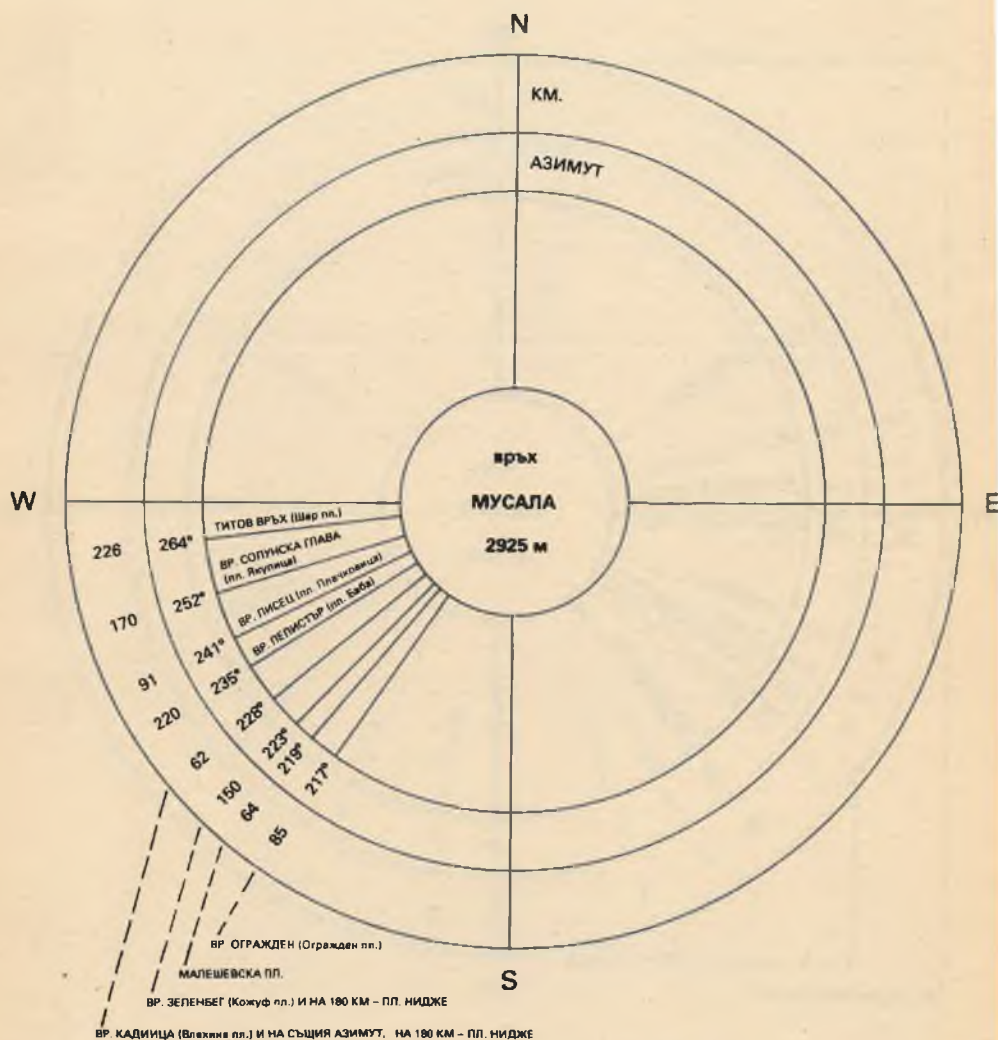 N
КМ.
АЗИМУТ
W
E
връх
МУСАЛА
2925 м
226
264°
ТИТОВ ВРЪХ (Шар пл.)
170
252°
ВР. СОЛУНСКА ГЛАВА
(пл. Якупица)
91
241°
ВР. ЛИСЕЦ (пл. Плачковица)
220
235°
ВР. ПЕЛИСТЪР (пл. Баба)
62
228°
150
223°
64
219°
85
217°
S
ВР. ОГРАЖДЕН (Огражден пл.)
МАЛЕШЕВСКА ПЛ.
ВР. ЗЕЛЕНБЕГ (Кожуф пл.) И НА 180 КМ – ПЛ. НИДЖЕ
ВР. КАДИИЦА (Влахина пл.) И НА СЪЩИЯ АЗИМУТ, НА 180 КМ – ПЛ. НИДЖЕ